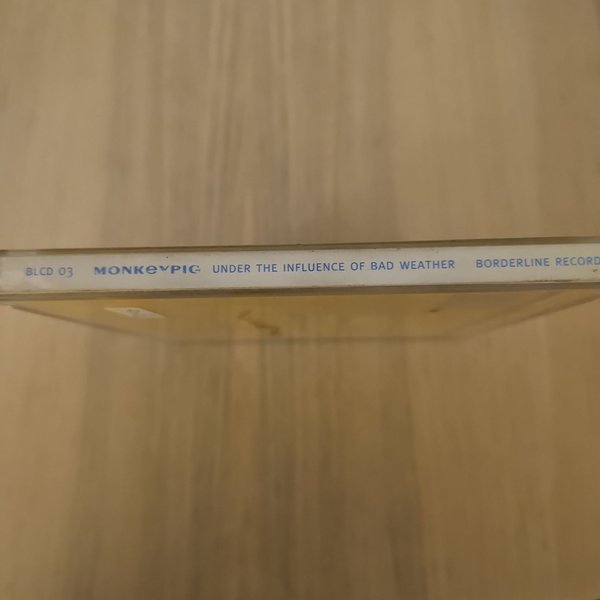 BLCD 03 MONKeyPIG UNDER THE INFLUENCE OF BAD WEATHER BORDERLINE RECORD